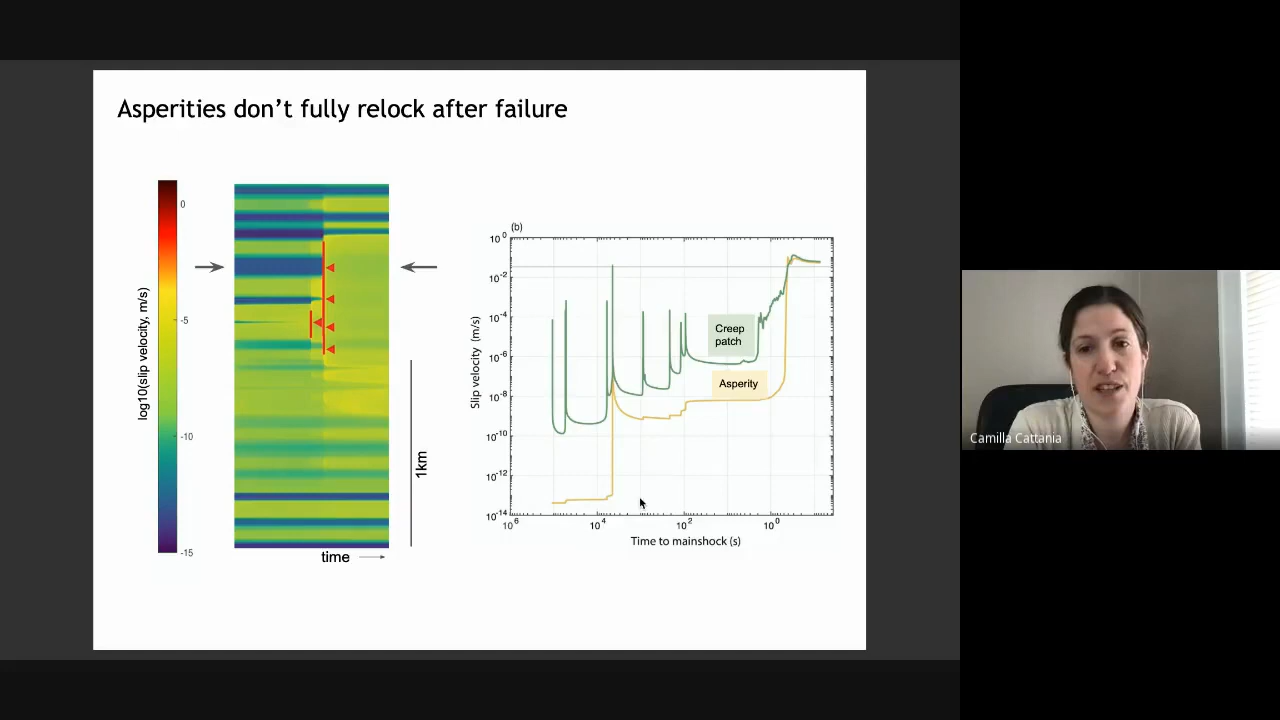 Asperities don't fully relock after failure
log10(slip velocity, m/s)
0
-5
-10
-15
time
1km
(b)
Slip velocity (m/s)
10^0
10^-2
10^-4
10^-6
10^-8
10^-10
10^-12
10^-14
Creep
patch
Asperity
10^6
10^4
10^2
10^0
Time to mainshock (s)
Camilla Cattania